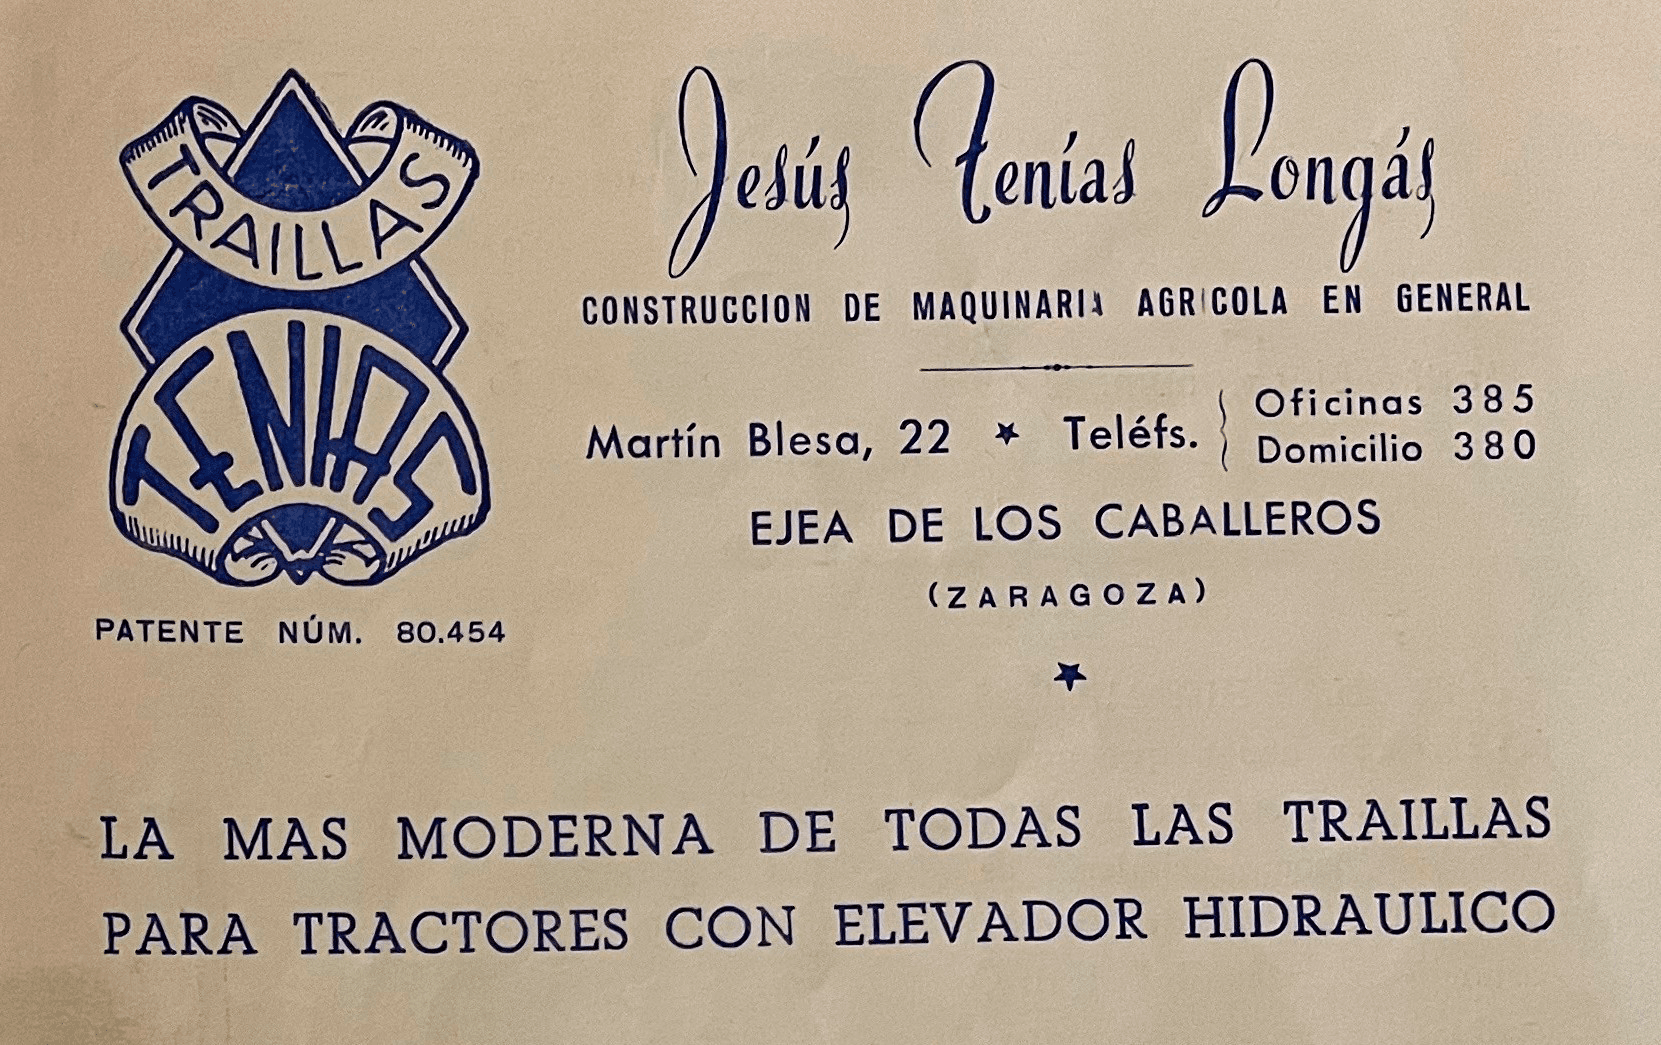 TRAILLAS
TENIAS
PATENTE NÚM. 80.454
Jesús Tenías Longás
CONSTRUCCION DE MAQUINARIA AGRICOLA EN GENERAL
Martín Blesa, 22 ★ Teléfs. { Oficinas 385
Domicilio 380
EJEA DE LOS CABALLEROS
(ZARAGOZA)
★
LA MAS MODERNA DE TODAS LAS TRAILLAS
PARA TRACTORES CON ELEVADOR HIDRAULICO